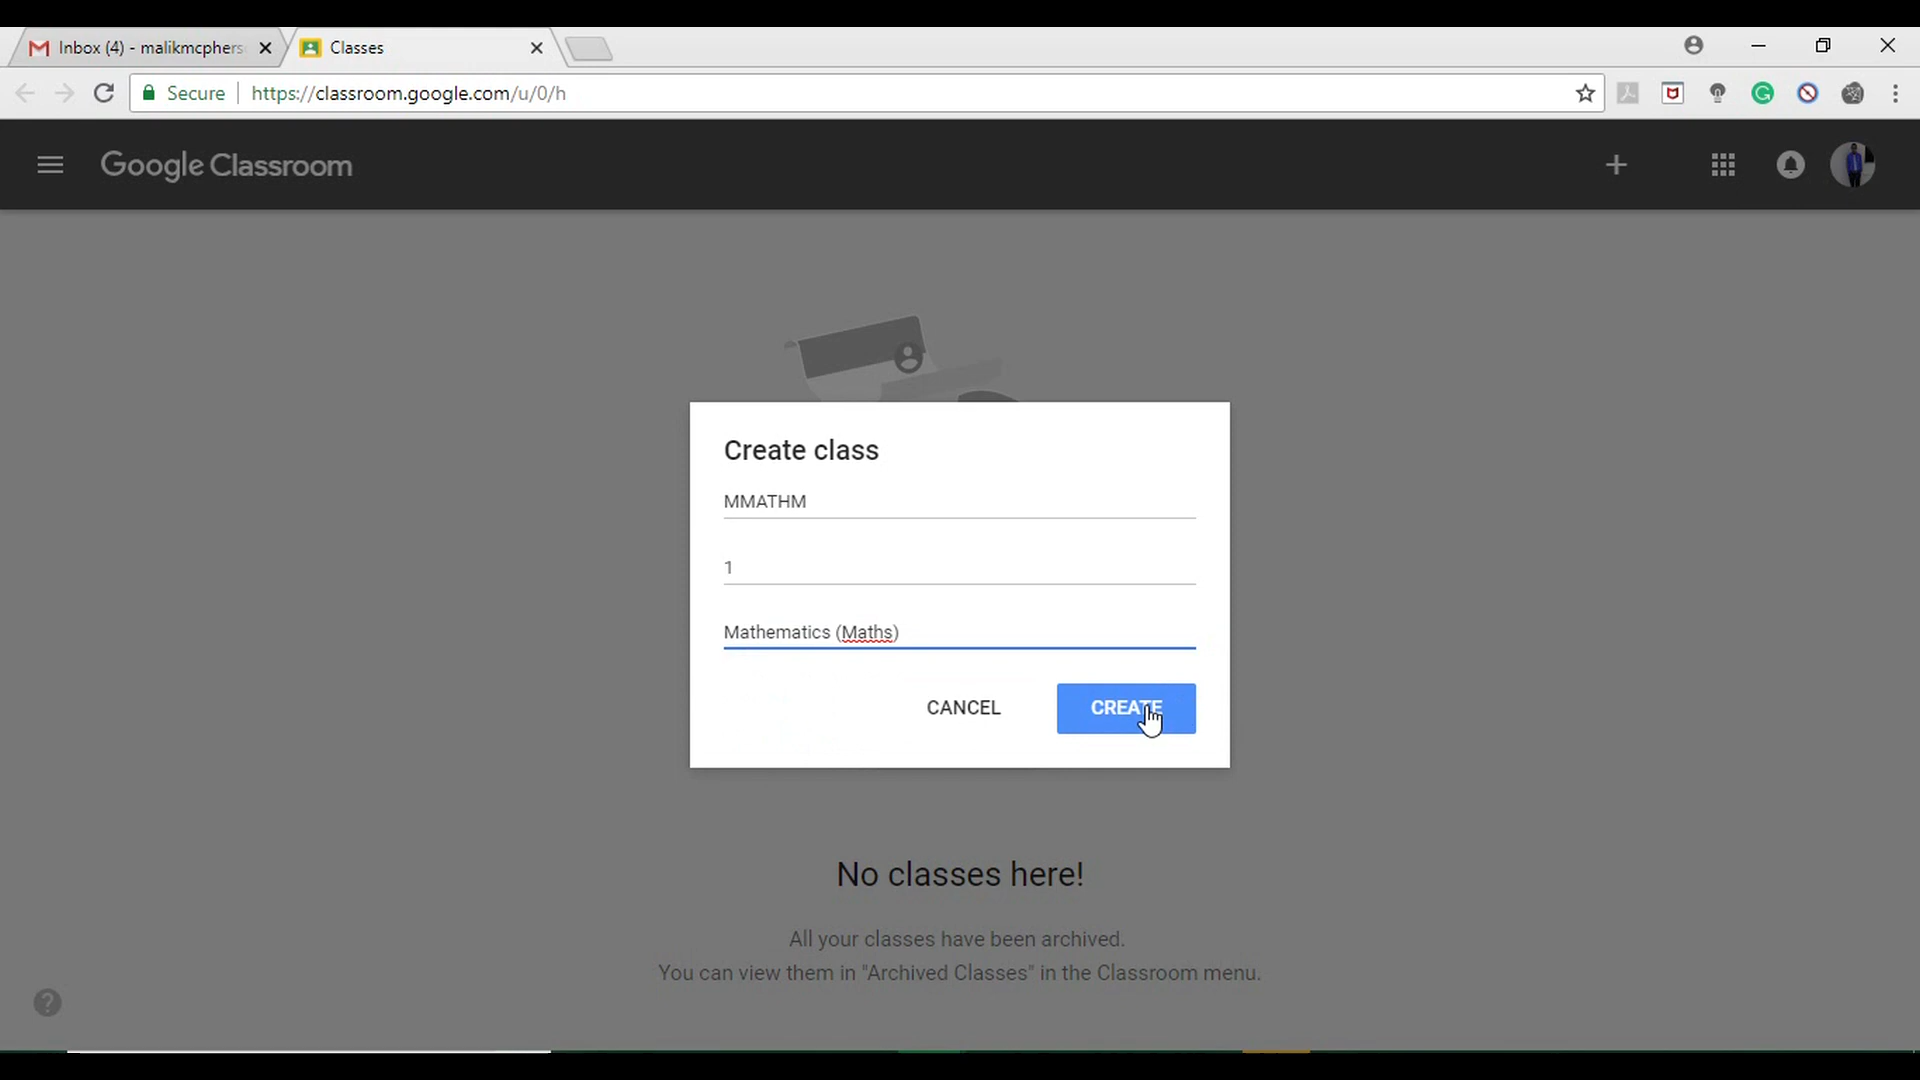 Inbox (4) - malikmcphers
Classes
Secure
https://classroom.google.com/u/0/h
Google Classroom
Create class
MMATHM
1
Mathematics (Maths)
CANCEL
CREATE
No classes here!
All your classes have been archived.
You can view them in "Archived Classes" in the Classroom menu.